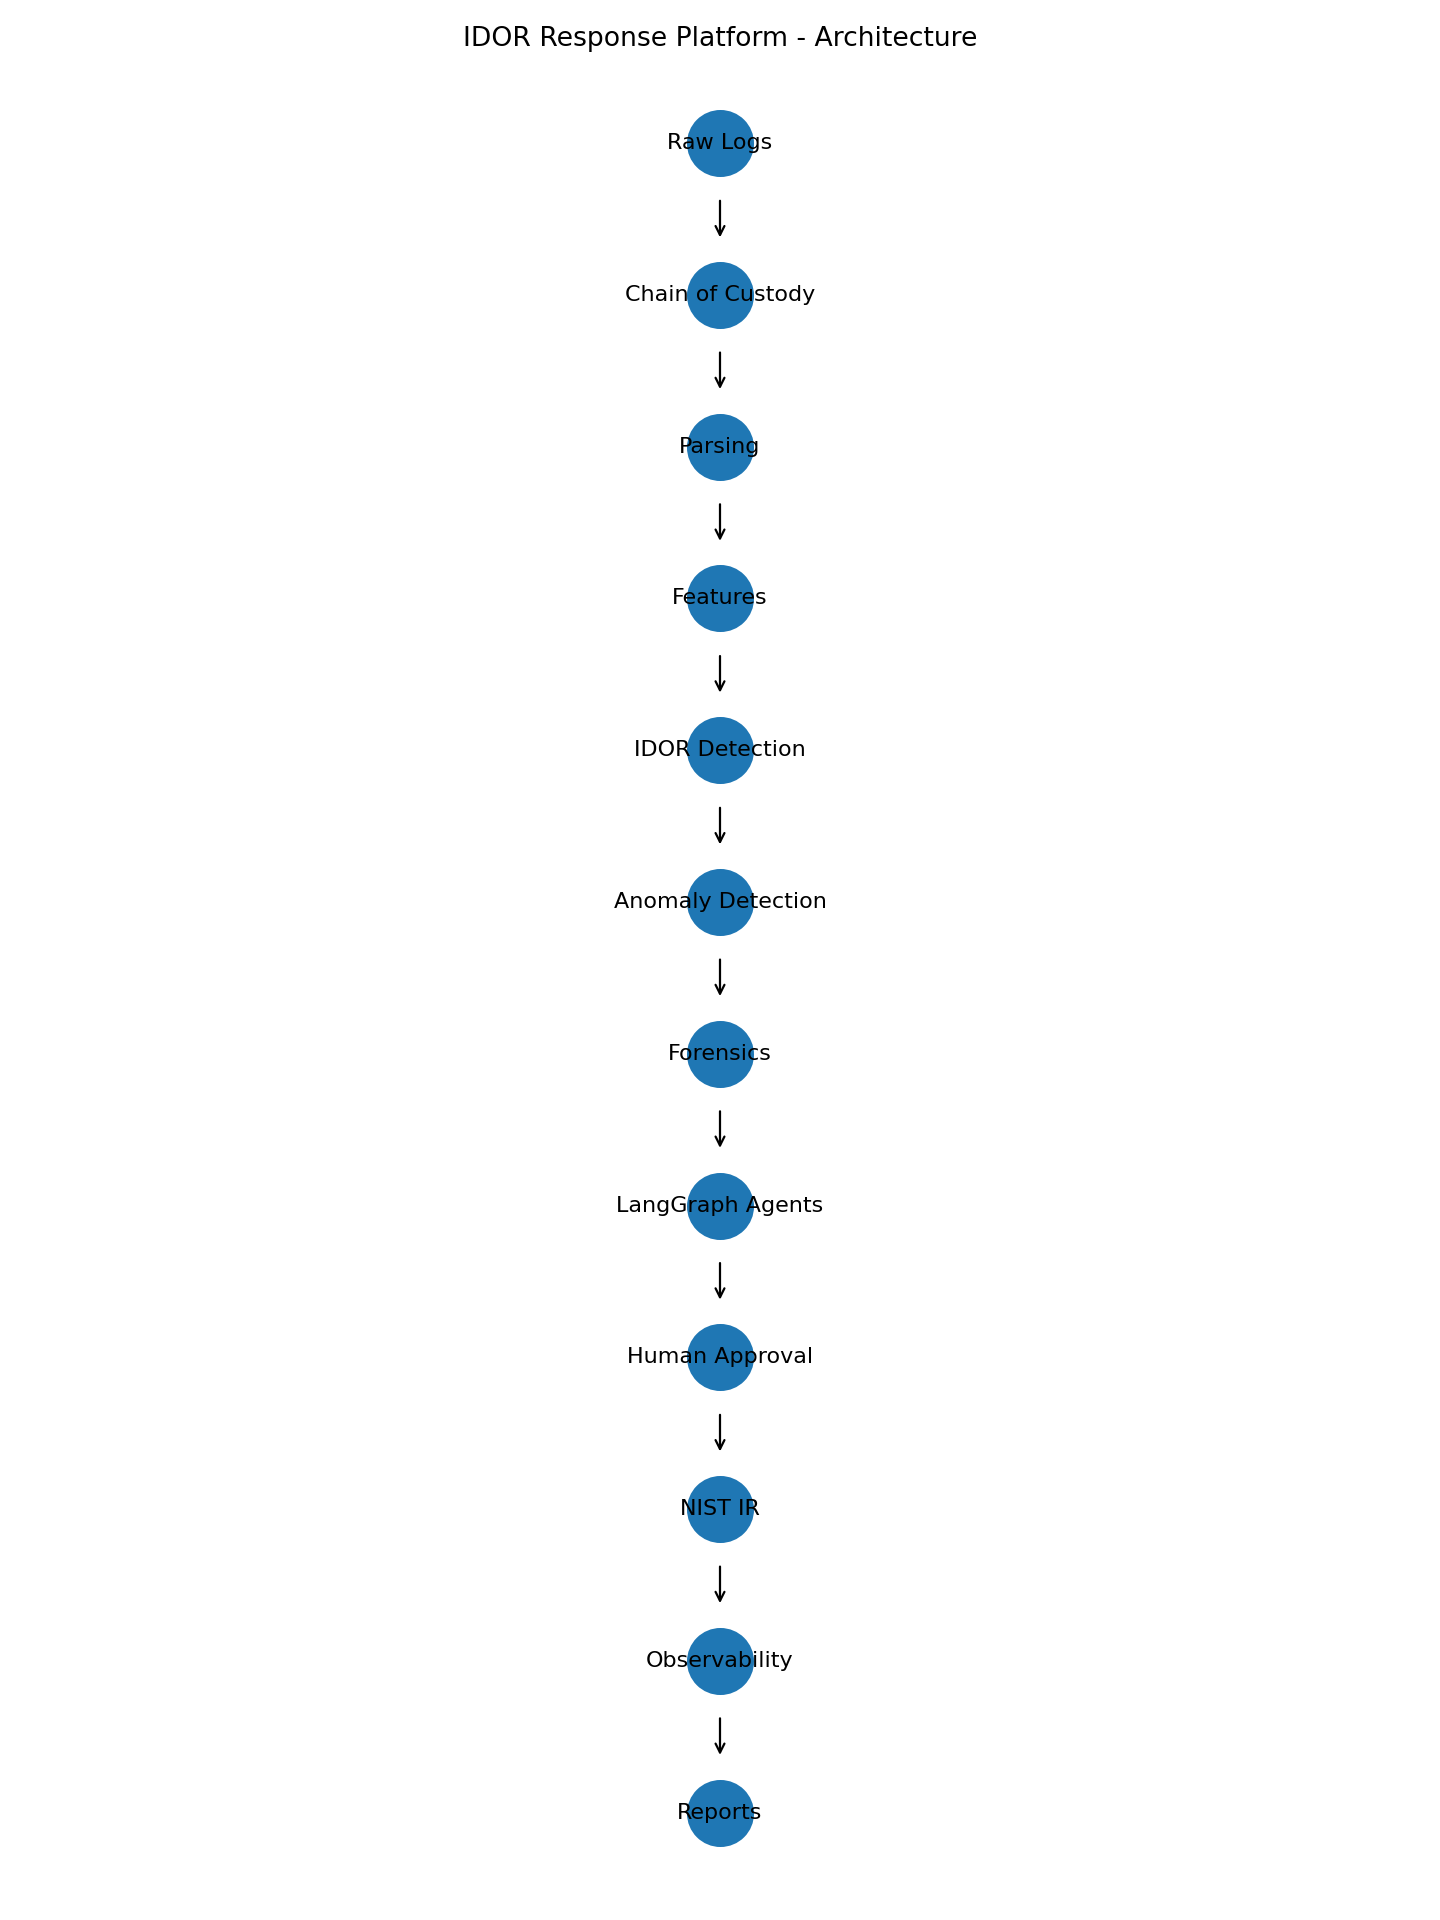 IDOR Response Platform - Architecture
Raw Logs
Chain of Custody
Parsing
Features
IDOR Detection
Anomaly Detection
Forensics
LangGraph Agents
Human Approval
NIST IR
Observability
Reports